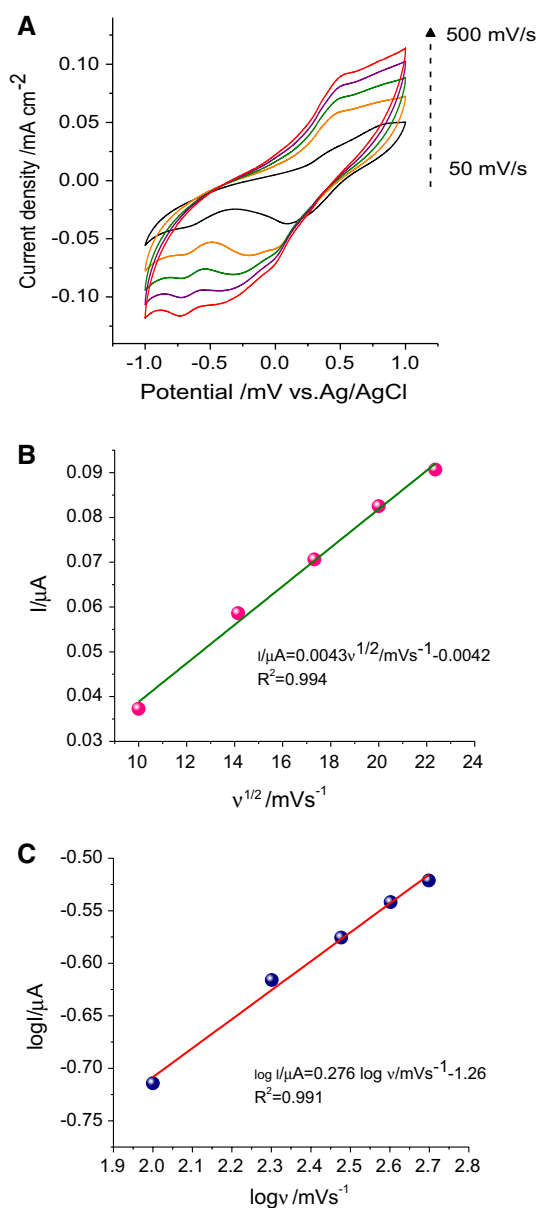 A
500 mV/s
50 mV/s
Current density /mA cm⁻²
0.10
0.05
0.00
-0.05
-0.10
-1.0 -0.5 0.0 0.5 1.0
Potential /mV vs.Ag/AgCl
B
I/μA
0.09
0.08
0.07
0.06
0.05
0.04
0.03
I/μA=0.0043ν^1/2/mVs⁻¹-0.0042
R²=0.994
10 12 14 16 18 20 22 24
ν^1/2 /mVs⁻¹
C
logI/μA
-0.50
-0.55
-0.60
-0.65
-0.70
-0.75
log I/μA=0.276 log ν/mVs⁻¹-1.26
R²=0.991
1.9 2.0 2.1 2.2 2.3 2.4 2.5 2.6 2.7 2.8
logν /mVs⁻¹